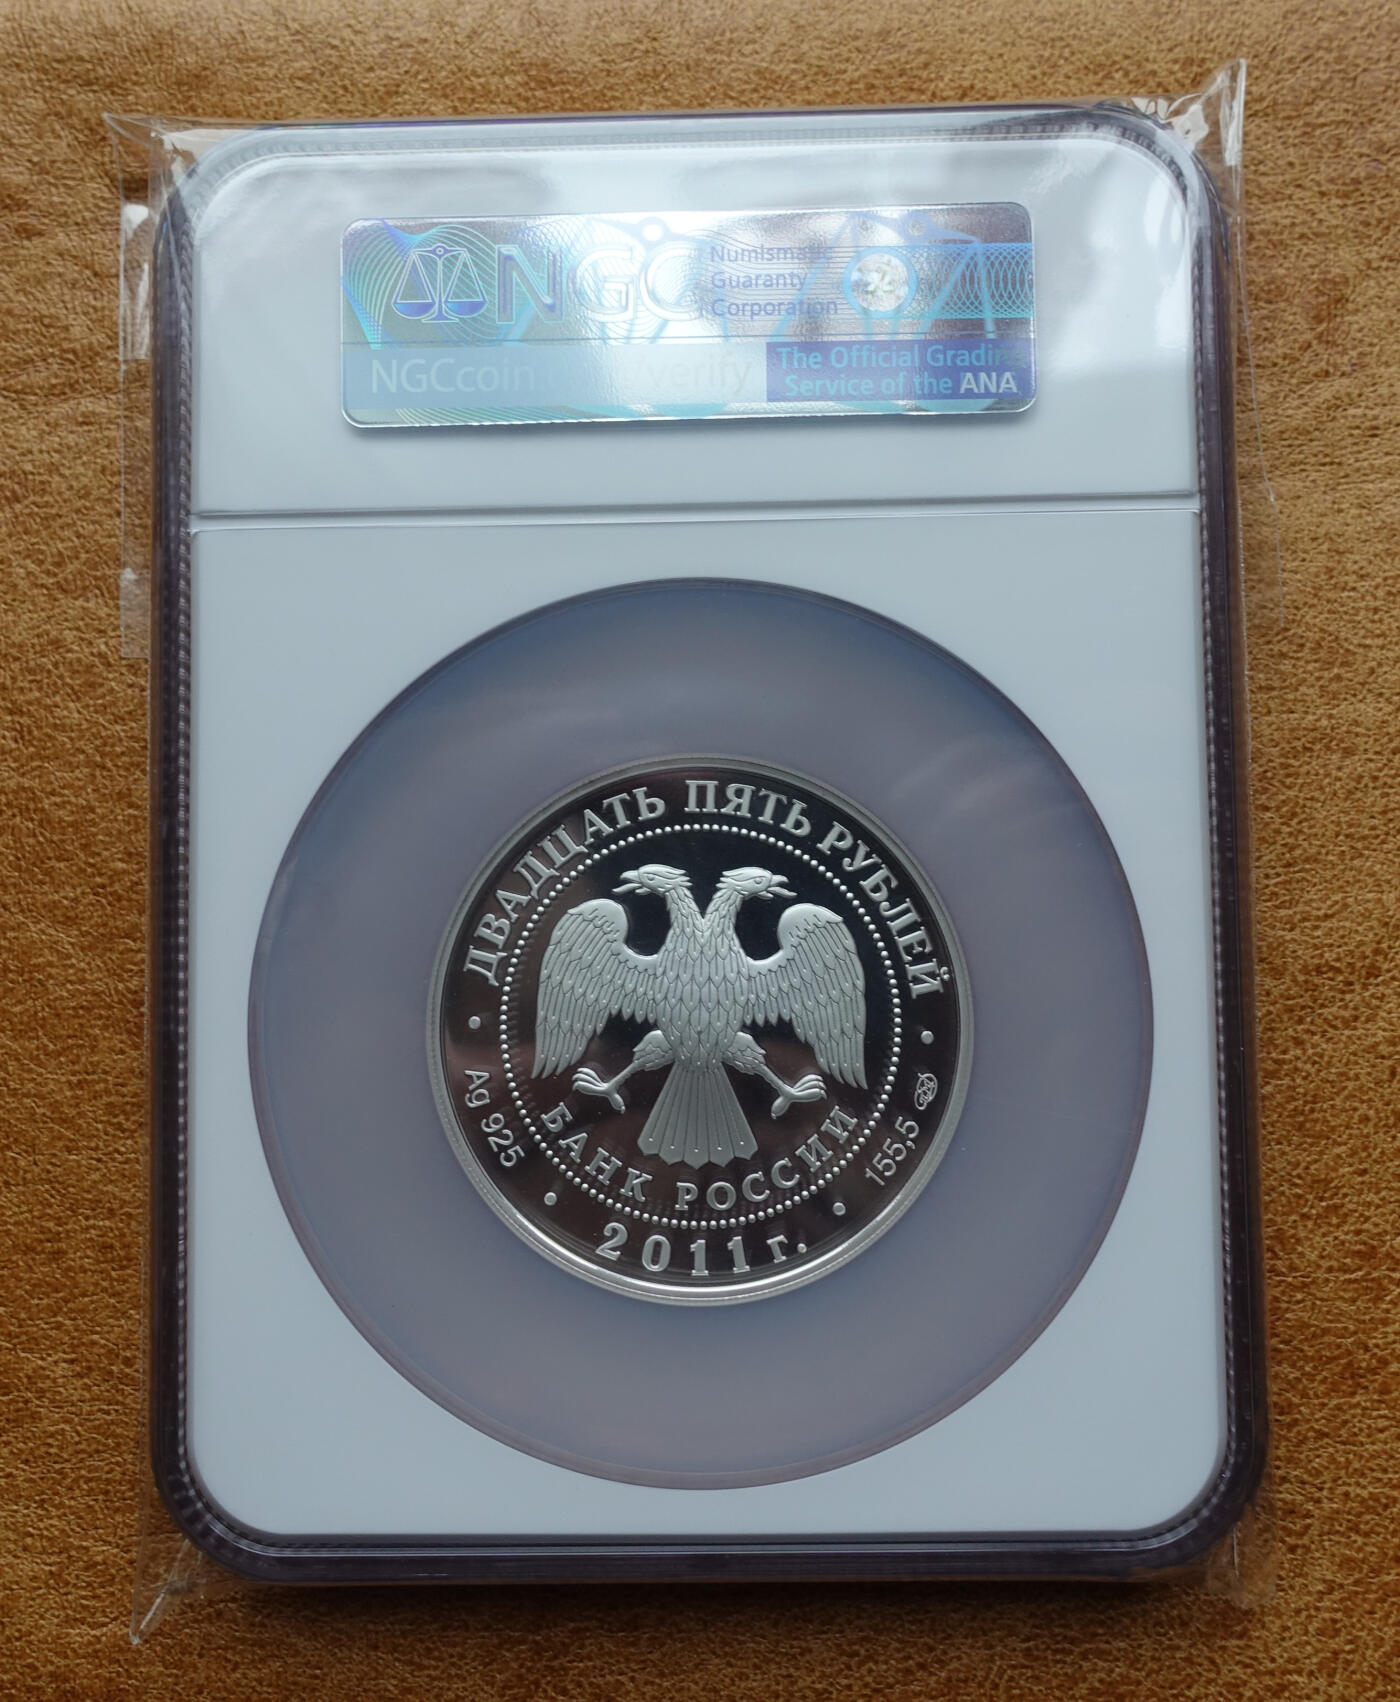 NGC
Numismatic
Guaranty
Corporation
The Official Grading
Service of the ANA
ДВАДЦАТЬ ПЯТЬ РУБЛЕЙ
БАНК РОССИИ
Ag 925
155,5
2011 г.